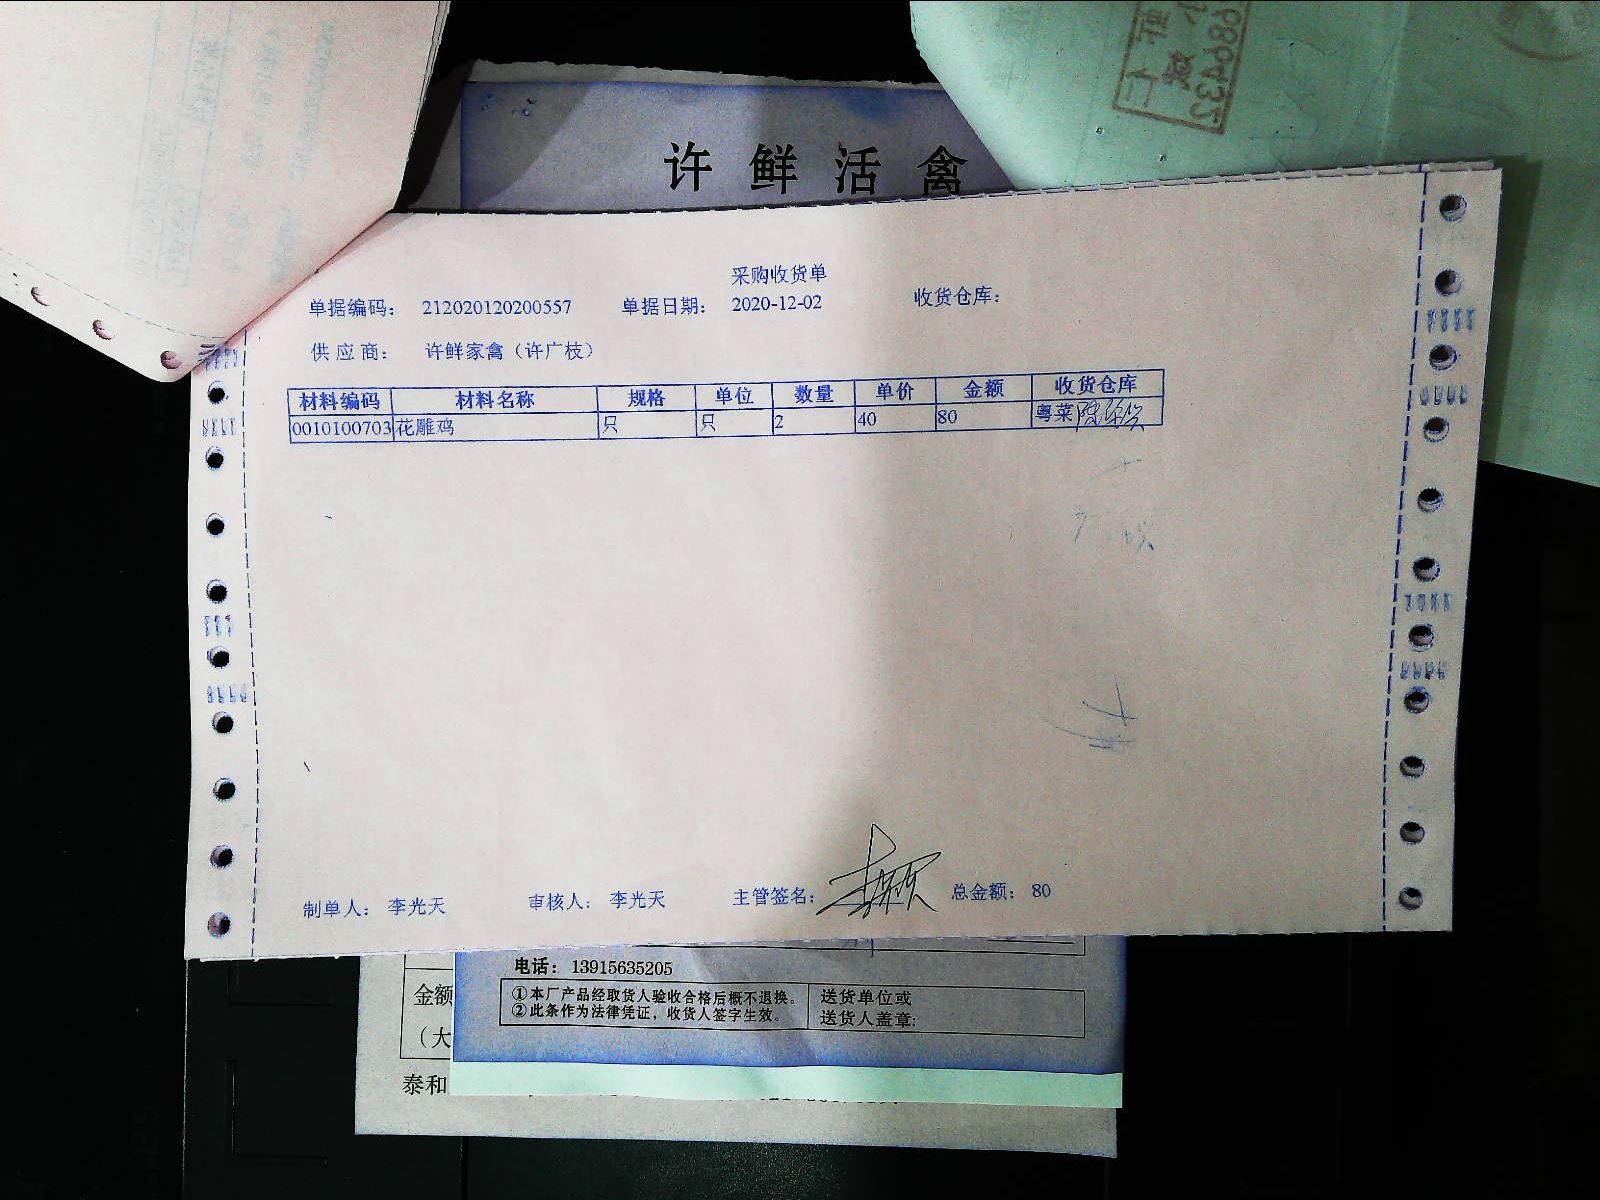 许鲜活禽
采购收货单
单据编码: 212020120200557 单据日期: 2020-12-02 收货仓库:
供应商: 许鲜家禽(许广枝)
材料编码 材料名称 规格 单位 数量 单价 金额 收货仓库
0010100703 花雕鸡 只 只 2 40 80 粤菜
制单人: 李光天 审核人: 李光天 主管签名: 总金额: 80
电话: 13915635205
①本厂产品经取货人验收合格后概不退换。 送货单位或
②此条作为法律凭证,收货人签字生效。 送货人盖章:
金额
(大
泰和